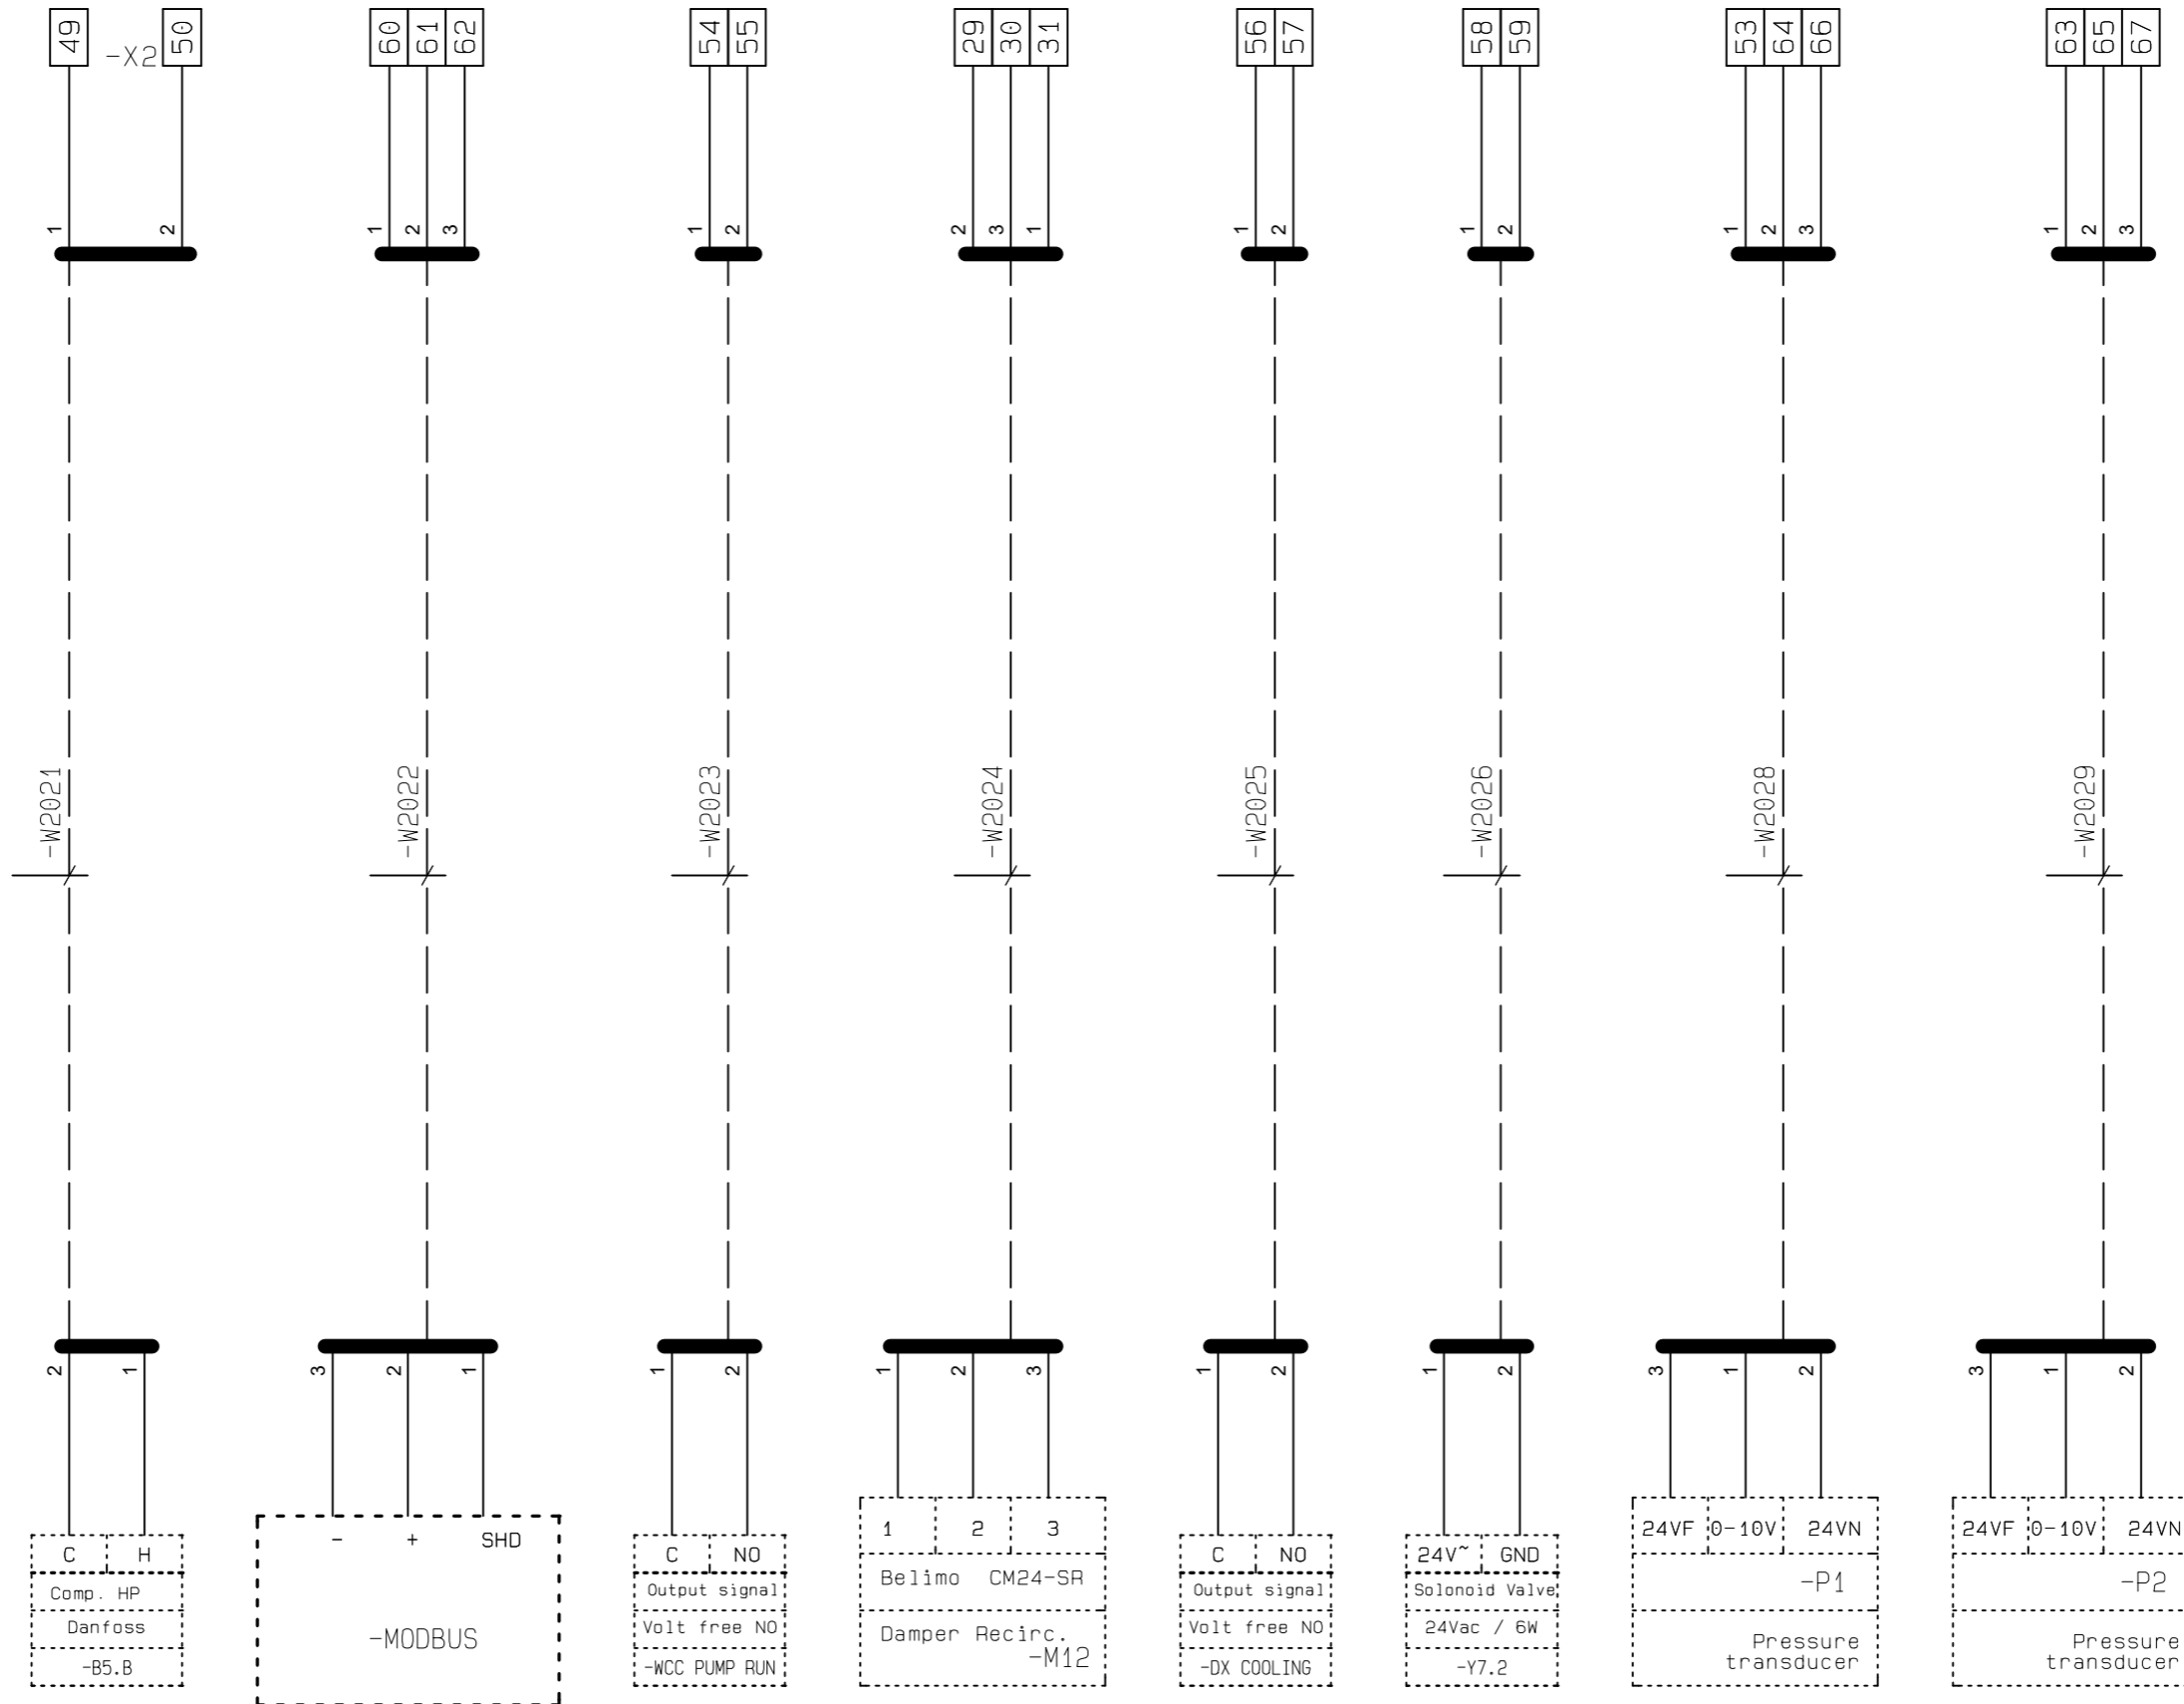 49 -X2 50 60 61 62 54 55 29 30 31 56 57 58 59 53 64 66 63 65 67
1 2 1 2 3 1 2 2 3 1 1 2 1 2 1 2 3 1 2 3
-W2021 -W2022 -W2023 -W2024 -W2025 -W2026 -W2028 -W2029
2 1 3 2 1 1 2 1 2 3 1 2 1 2 3 1 2 3 1 2
C H
Comp. HP
Danfoss
-B5.B
- + SHD
-MODBUS
C NO
Output signal
Volt free NO
-WCC PUMP RUN
1 2 3
Belimo CM24-SR
Damper Recirc.
-M12
C NO
Output signal
Volt free NO
-DX COOLING
24V~ GND
Solonoid Valve
24Vac / 6W
-Y7.2
24VF 0-10V 24VN
-P1
Pressure
transducer
24VF 0-10V 24VN
-P2
Pressure
transducer